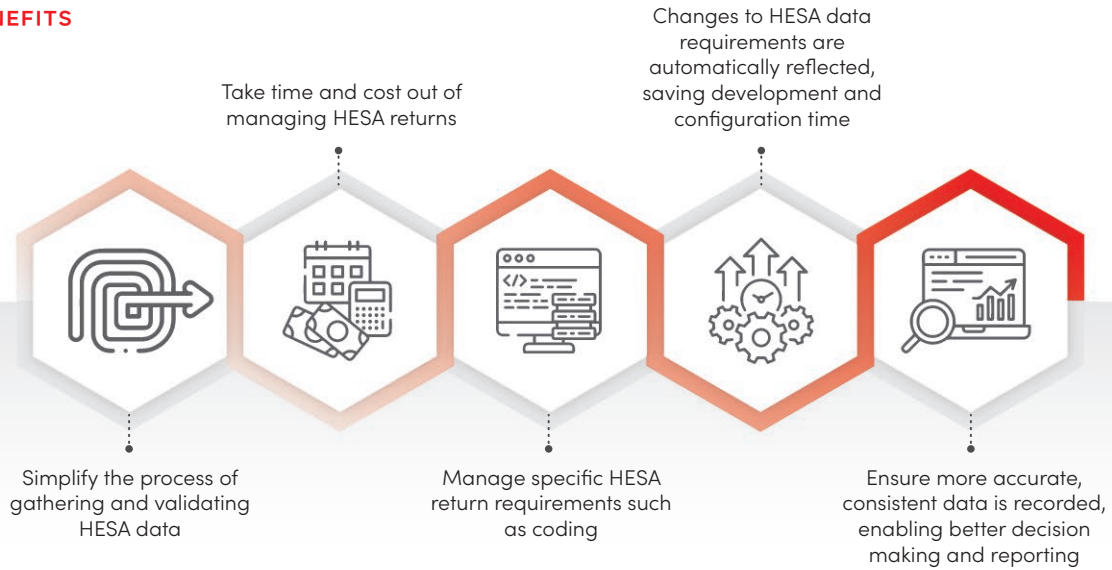 NEFITS
Simplify the process of
gathering and validating
HESA data
Take time and cost out of
managing HESA returns
Manage specific HESA
return requirements such
as coding
Changes to HESA data
requirements are
automatically reflected,
saving development and
configuration time
Ensure more accurate,
consistent data is recorded,
enabling better decision
making and reporting